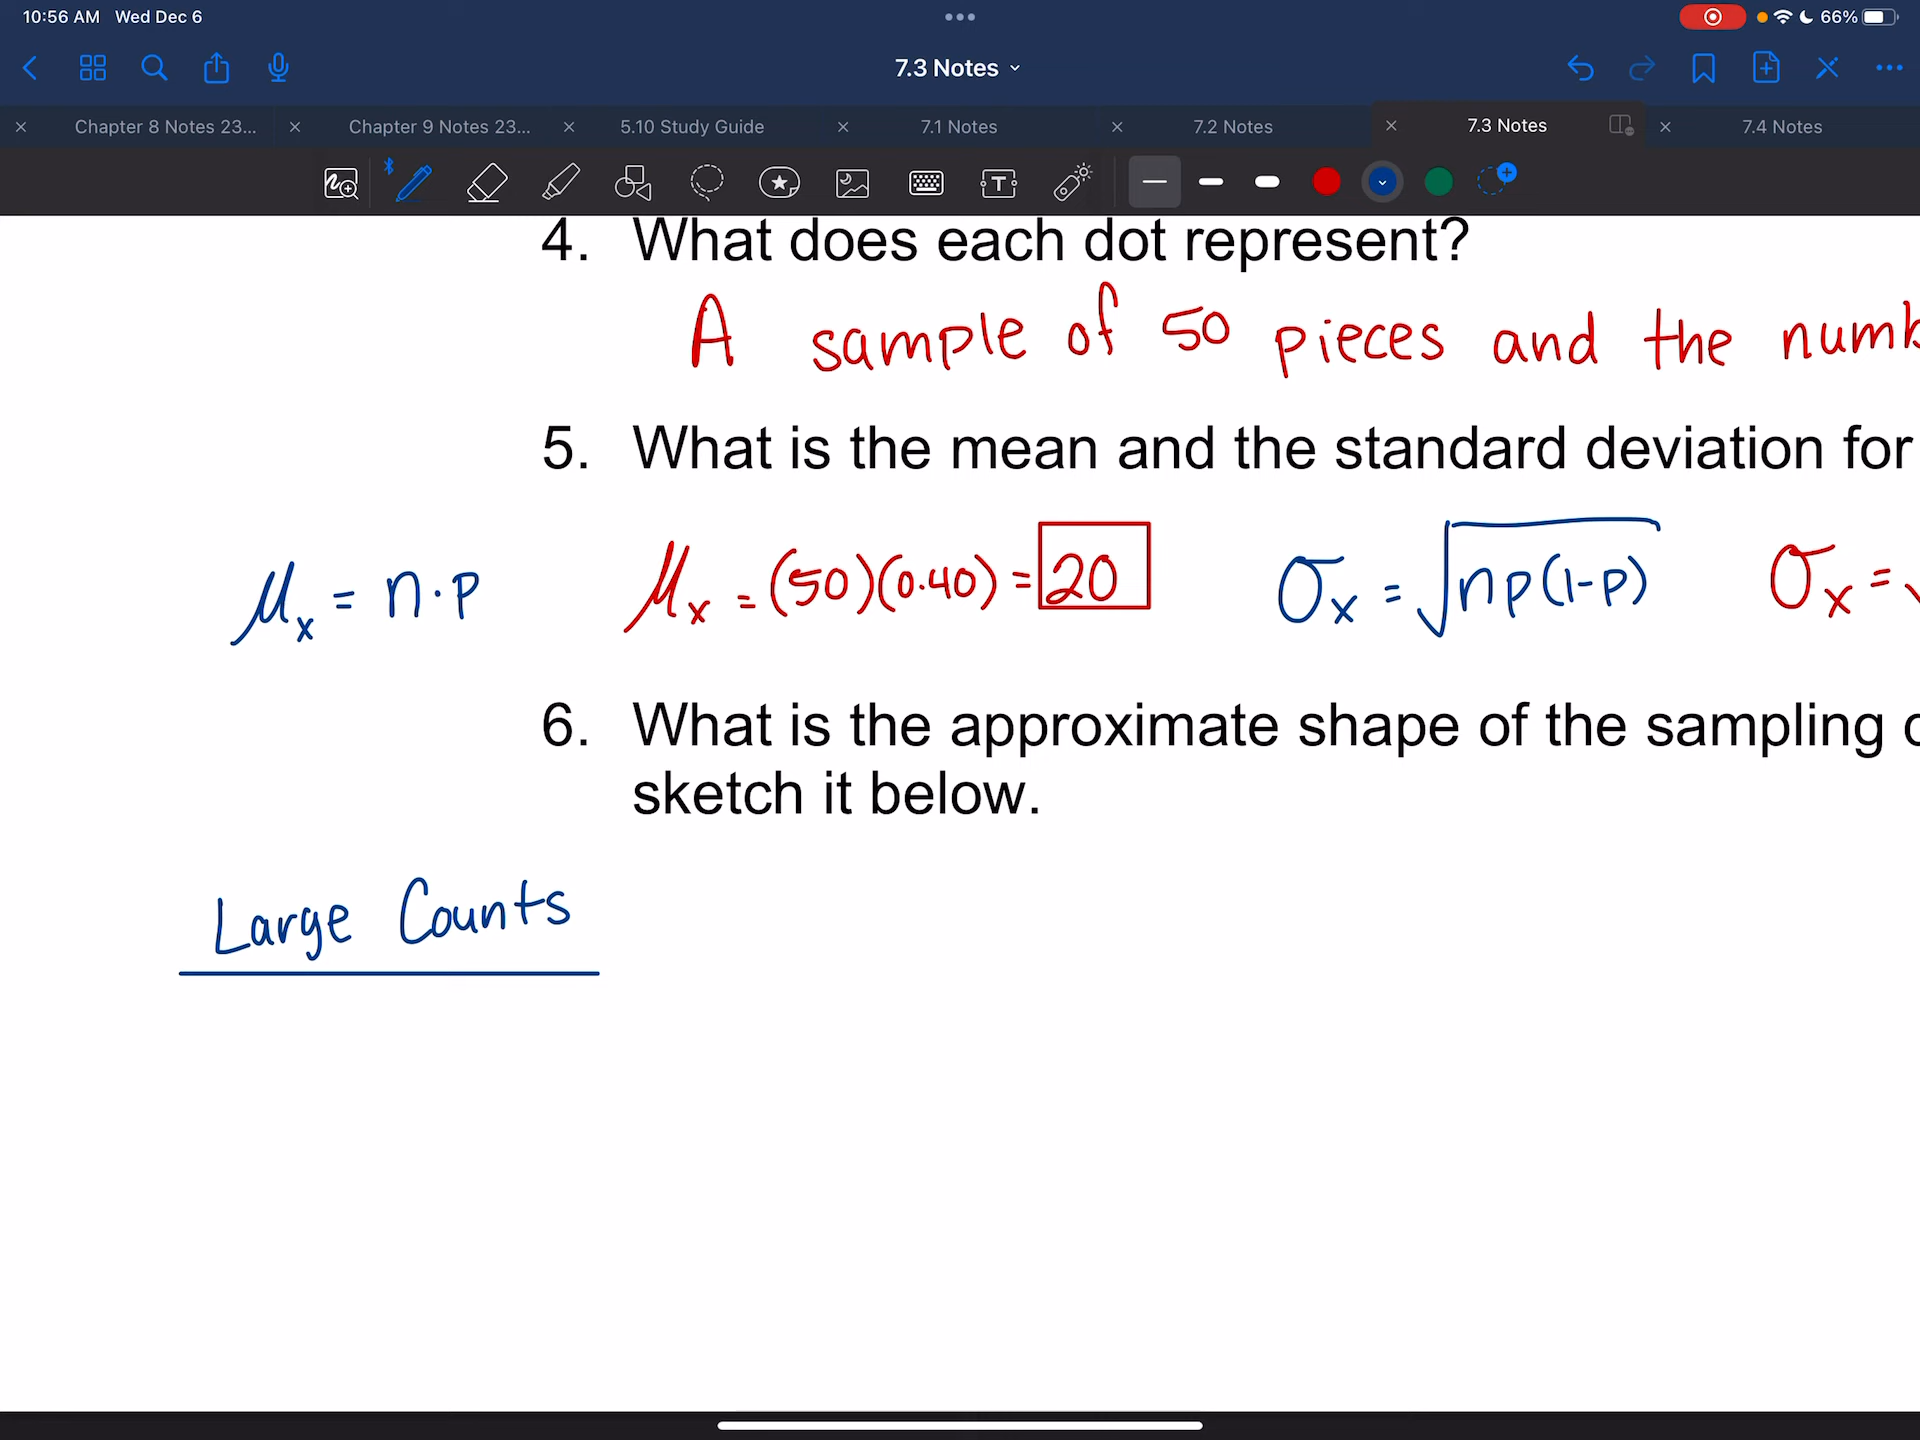 10:56 AM Wed Dec 6
66%
7.3 Notes
Chapter 8 Notes 23...
Chapter 9 Notes 23...
5.10 Study Guide
7.1 Notes
7.2 Notes
7.3 Notes
7.4 Notes
4. What does each dot represent?
A sample of 50 pieces and the numb
5. What is the mean and the standard deviation for
μx = n·p
μx = (50)(0.40) = 20
σx = √np(1-p)
σx = √
6. What is the approximate shape of the sampling
sketch it below.
Large Counts